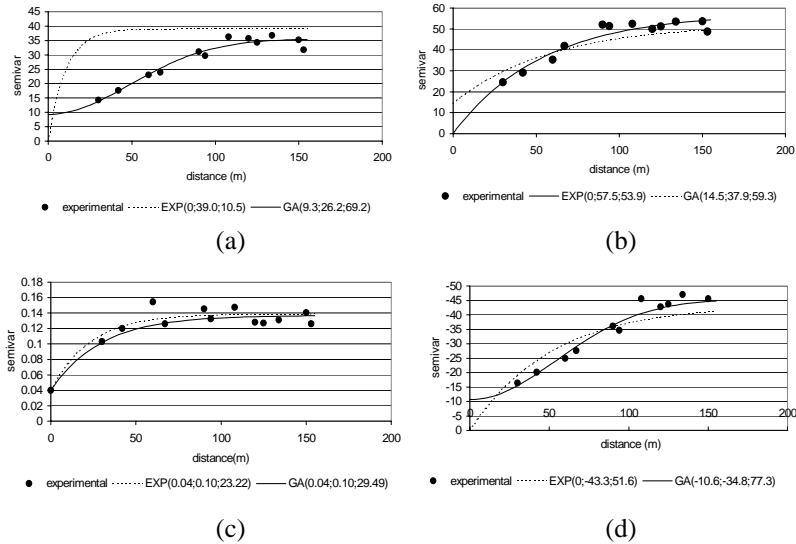 45
40
35
30
25
20
15
10
5
0
semivar
0 50 100 150 200
distance (m)
experimental EXP(0;39.0;10.5) GA(9.3;26.2;69.2)
(a)
60
50
40
30
20
10
0
semivar
0 50 100 150 200
distance (m)
experimental EXP(0;57.5;53.9) GA(14.5;37.9;59.3)
(b)
0.18
0.16
0.14
0.12
0.1
0.08
0.06
0.04
0.02
0
semivar
0 50 100 150 200
distance(m)
experimental EXP(0.04;0.10;23.22) GA(0.04;0.10;29.49)
(c)
-50
-45
-40
-35
-30
-25
-20
-15
-10
-5
0
semivar
0 50 100 150 200
distance (m)
experimental EXP(0;-43.3;51.6) GA(-10.6;-34.8;77.3)
(d)